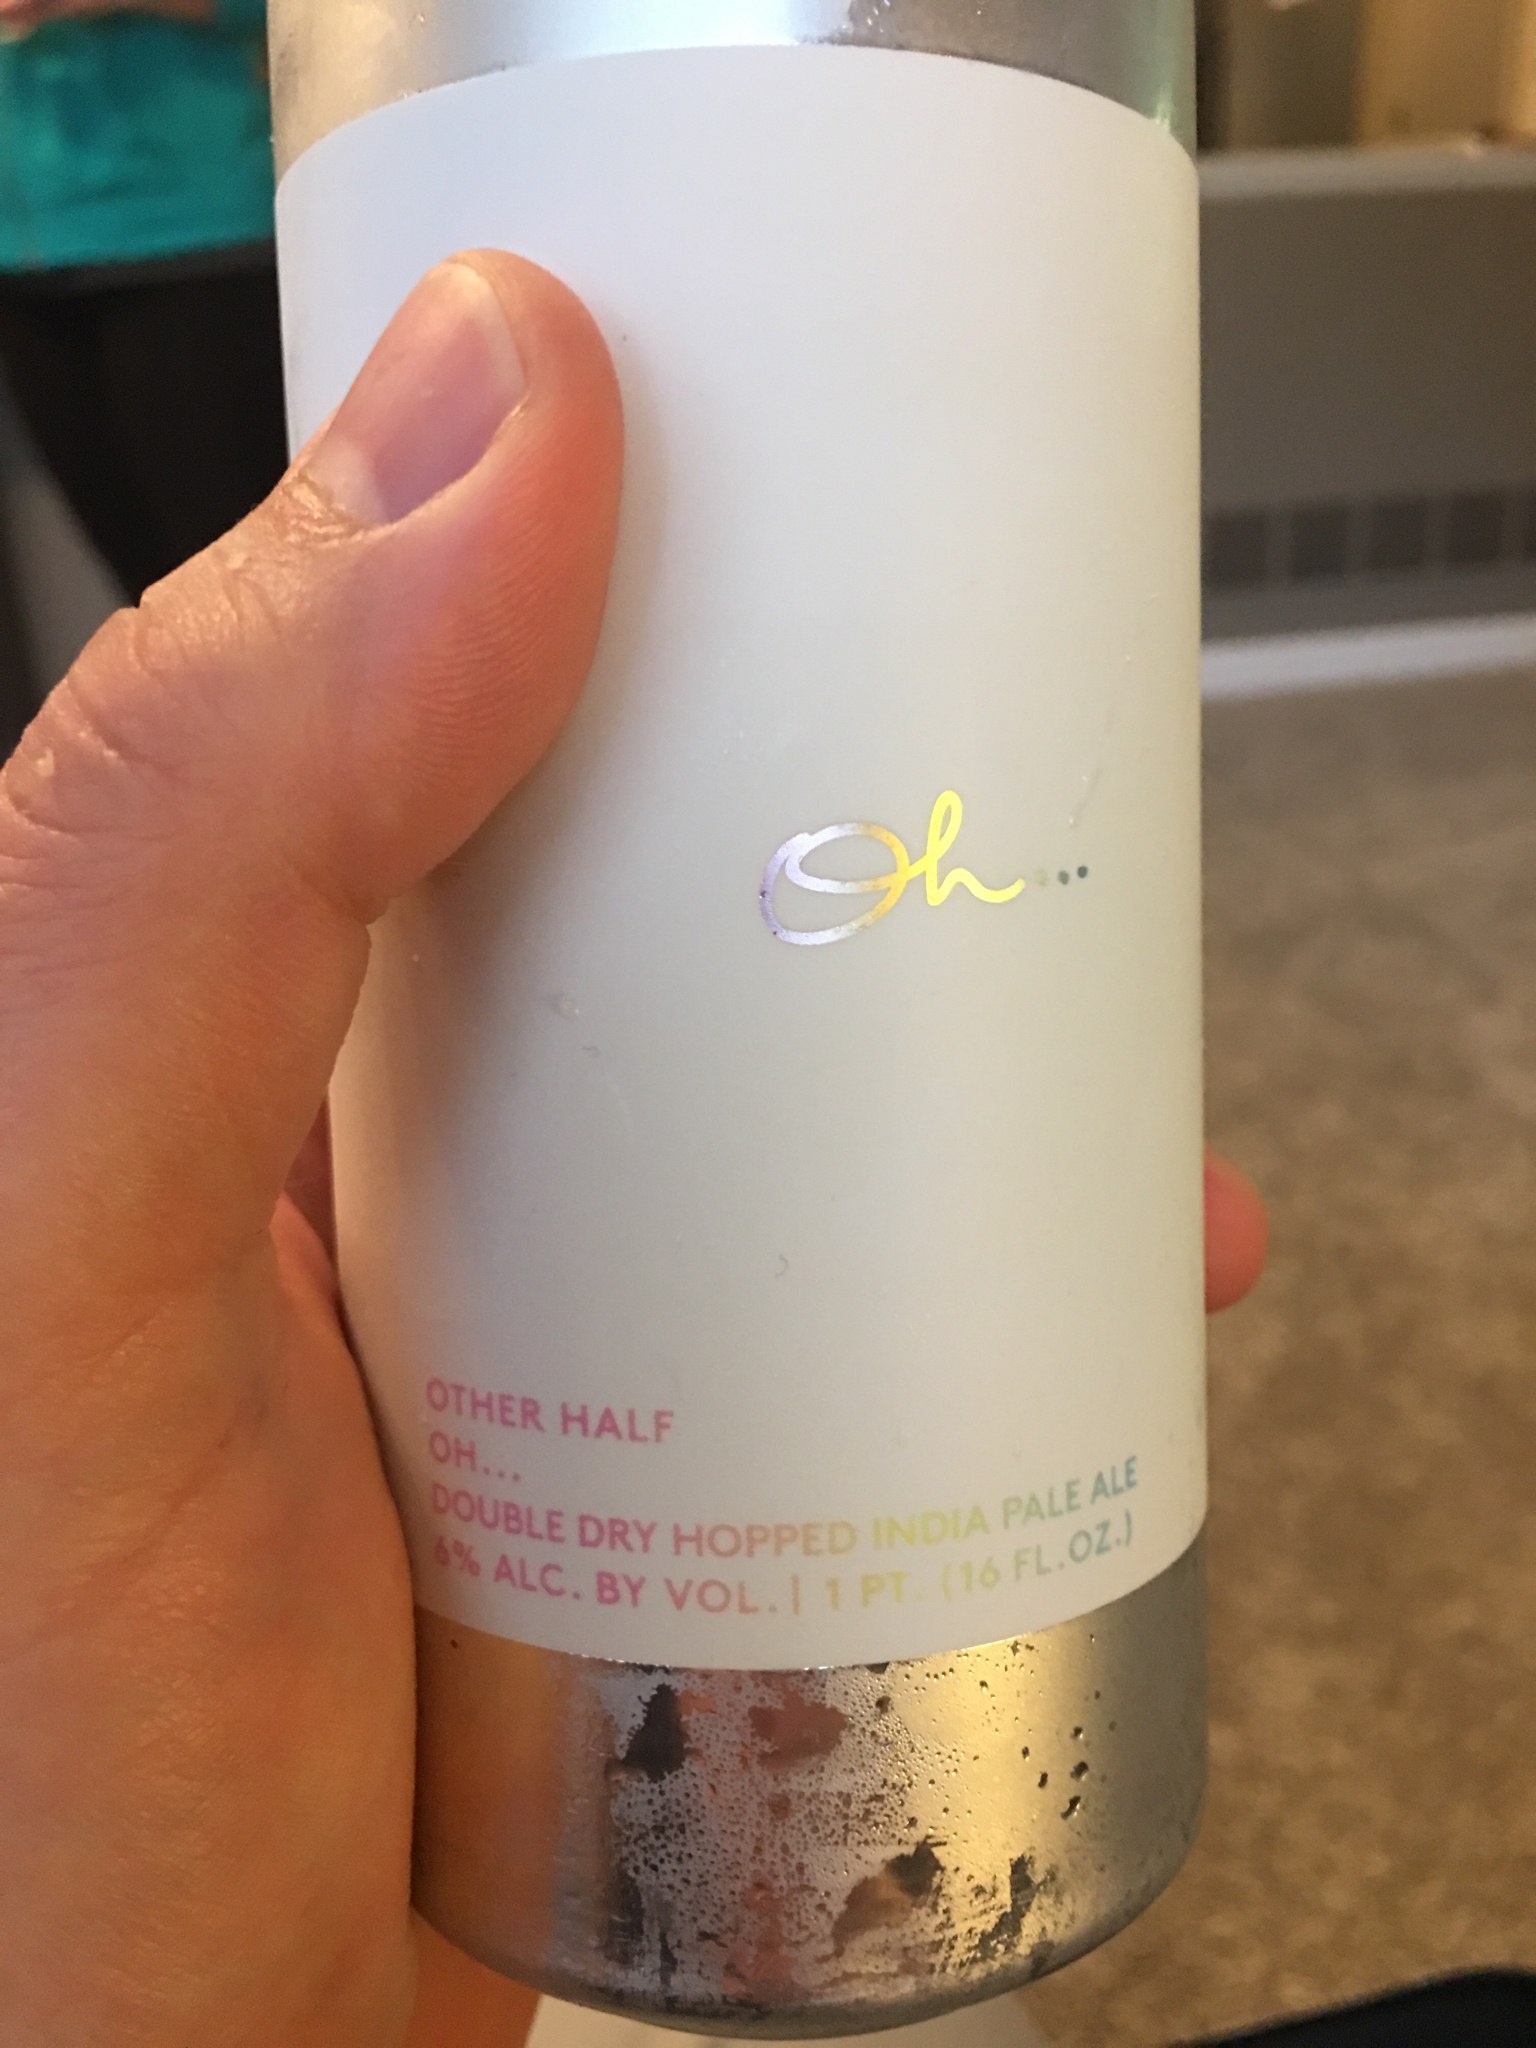 Oh...
OTHER HALF
OH...
DOUBLE DRY HOPPED INDIA PALE ALE
6% ALC. BY VOL. | 1 PT. (16 FL.OZ.)